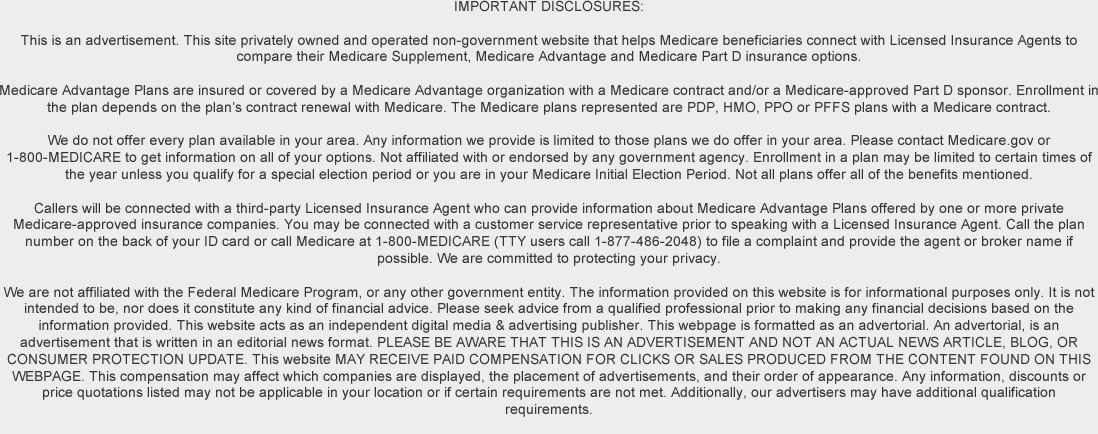 IMPORTANT DISCLOSURES:
This is an advertisement. This site privately owned and operated non-government website that helps Medicare beneficiaries connect with Licensed Insurance Agents to
compare their Medicare Supplement, Medicare Advantage and Medicare Part D insurance options.
Medicare Advantage Plans are insured or covered by a Medicare Advantage organization with a Medicare contract and/or a Medicare-approved Part D sponsor. Enrollment in
the plan depends on the plan's contract renewal with Medicare. The Medicare plans represented are PDP, HMO, PPO or PFFS plans with a Medicare contract.
We do not offer every plan available in your area. Any information we provide is limited to those plans we do offer in your area. Please contact Medicare.gov or
1-800-MEDICARE to get information on all of your options. Not affiliated with or endorsed by any government agency. Enrollment in a plan may be limited to certain times of
the year unless you qualify for a special election period or you are in your Medicare Initial Election Period. Not all plans offer all of the benefits mentioned.
Callers will be connected with a third-party Licensed Insurance Agent who can provide information about Medicare Advantage Plans offered by one or more private
Medicare-approved insurance companies. You may be connected with a customer service representative prior to speaking with a Licensed Insurance Agent. Call the plan
number on the back of your ID card or call Medicare at 1-800-MEDICARE (TTY users call 1-877-486-2048) to file a complaint and provide the agent or broker name if
possible. We are committed to protecting your privacy.
We are not affiliated with the Federal Medicare Program, or any other government entity. The information provided on this website is for informational purposes only. It is not
intended to be, nor does it constitute any kind of financial advice. Please seek advice from a qualified professional prior to making any financial decisions based on the
information provided. This website acts as an independent digital media & advertising publisher. This webpage is formatted as an advertorial. An advertorial, is an
advertisement that is written in an editorial news format. PLEASE BE AWARE THAT THIS IS AN ADVERTISEMENT AND NOT AN ACTUAL NEWS ARTICLE, BLOG, OR
CONSUMER PROTECTION UPDATE. This website MAY RECEIVE PAID COMPENSATION FOR CLICKS OR SALES PRODUCED FROM THE CONTENT FOUND ON THIS
WEBPAGE. This compensation may affect which companies are displayed, the placement of advertisements, and their order of appearance. Any information, discounts or
price quotations listed may not be applicable in your location or if certain requirements are not met. Additionally, our advertisers may have additional qualification
requirements.